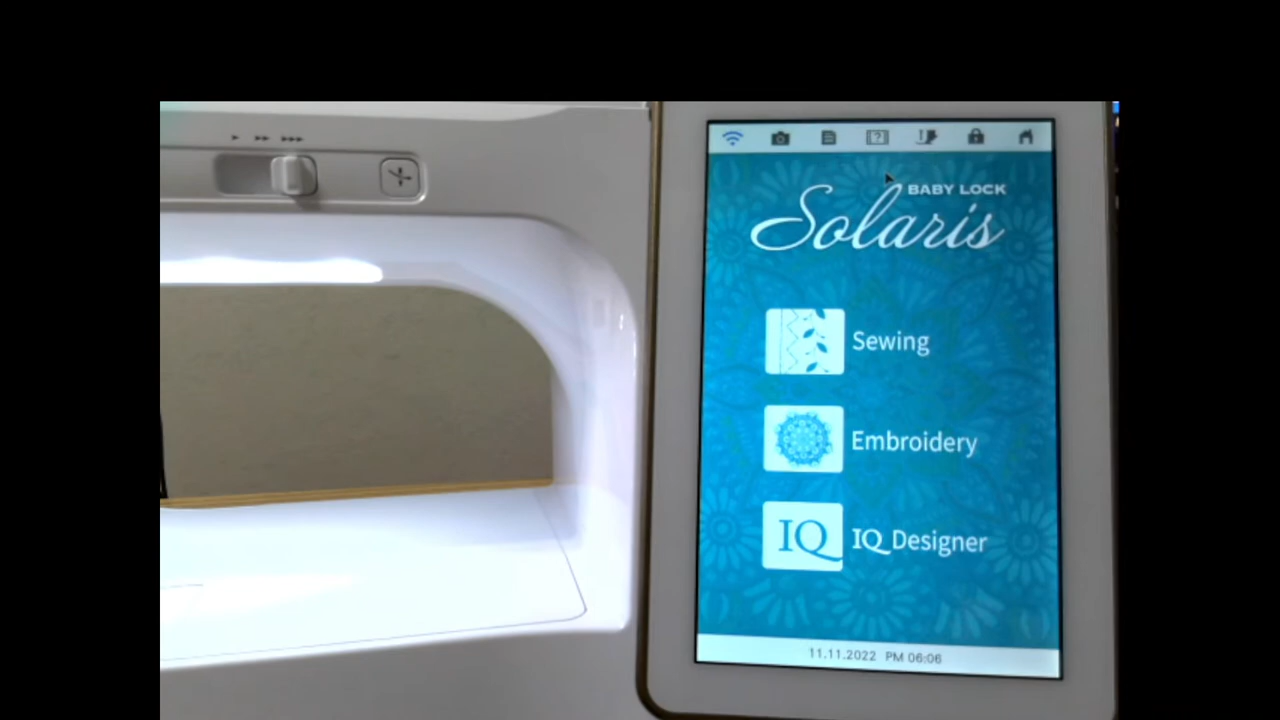 BABY LOCK
Solaris
Sewing
Embroidery
IQ
IQ Designer
11.11.2022 PM 06:06